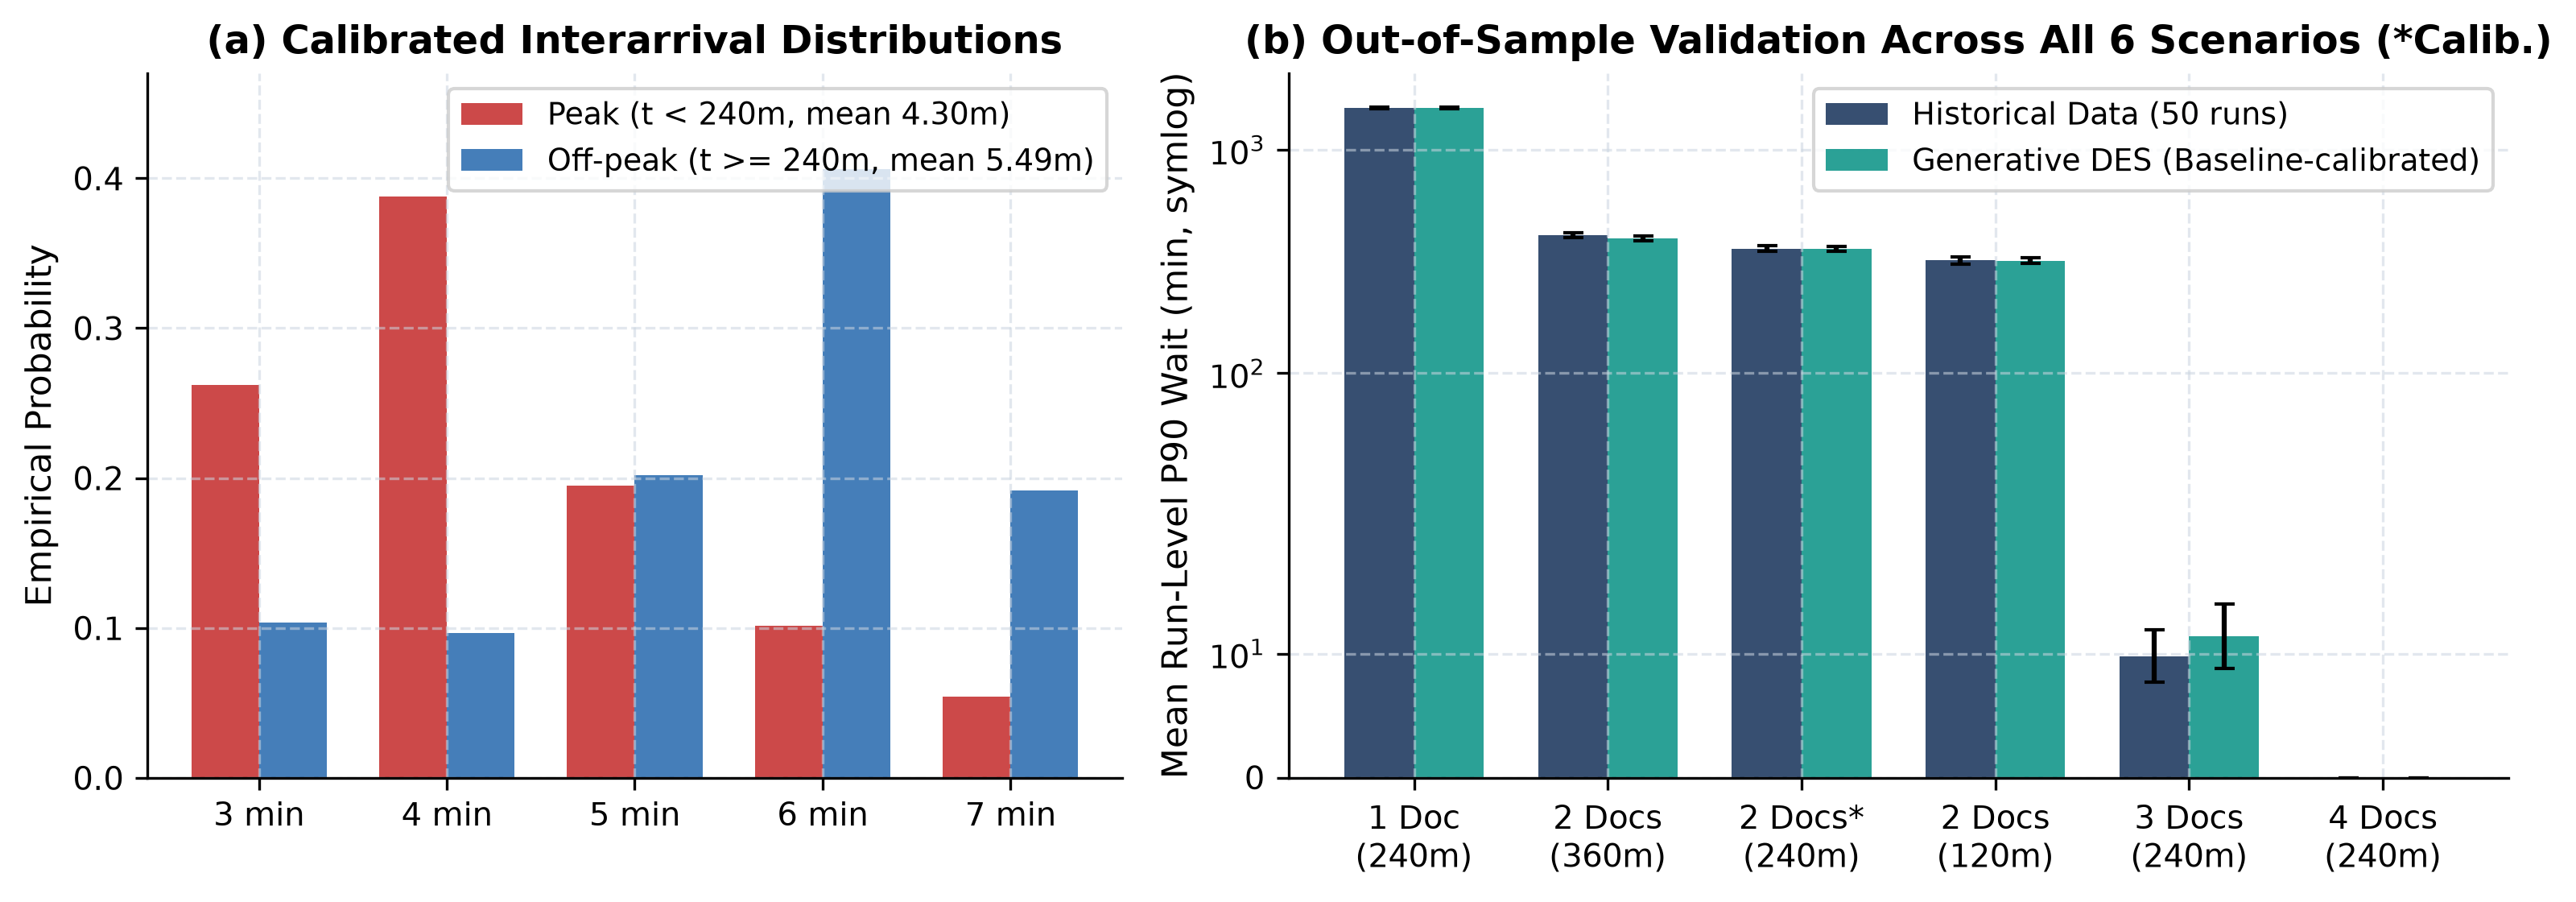 (a) Calibrated Interarrival Distributions
Empirical Probability
0.4
0.3
0.2
0.1
0.0
Peak (t < 240m, mean 4.30m)
Off-peak (t >= 240m, mean 5.49m)
3 min 4 min 5 min 6 min 7 min
(b) Out-of-Sample Validation Across All 6 Scenarios (*Calib.)
Mean Run-Level P90 Wait (min, symlog)
10³
10²
10¹
0
Historical Data (50 runs)
Generative DES (Baseline-calibrated)
1 Doc 2 Docs 2 Docs* 2 Docs 3 Docs 4 Docs
(240m) (360m) (240m) (120m) (240m) (240m)